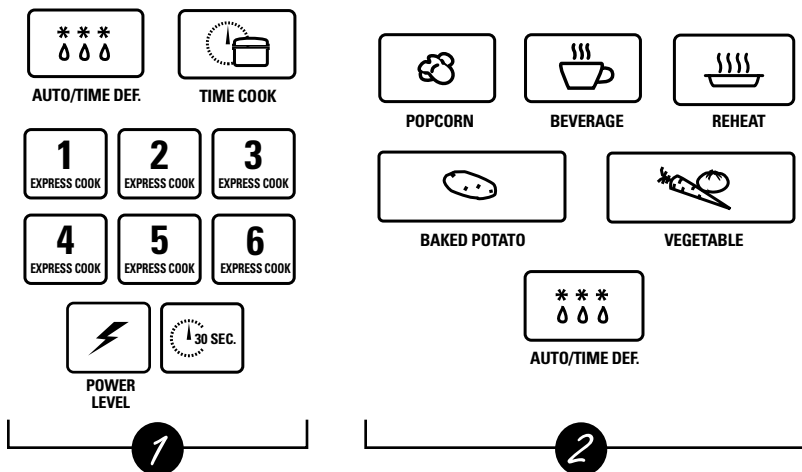 AUTO/TIME DEF.
TIME COOK
1
EXPRESS COOK
2
EXPRESS COOK
3
EXPRESS COOK
4
EXPRESS COOK
5
EXPRESS COOK
6
EXPRESS COOK
30 SEC.
POWER
LEVEL
1
POPCORN
BEVERAGE
REHEAT
BAKED POTATO
VEGETABLE
AUTO/TIME DEF.
2